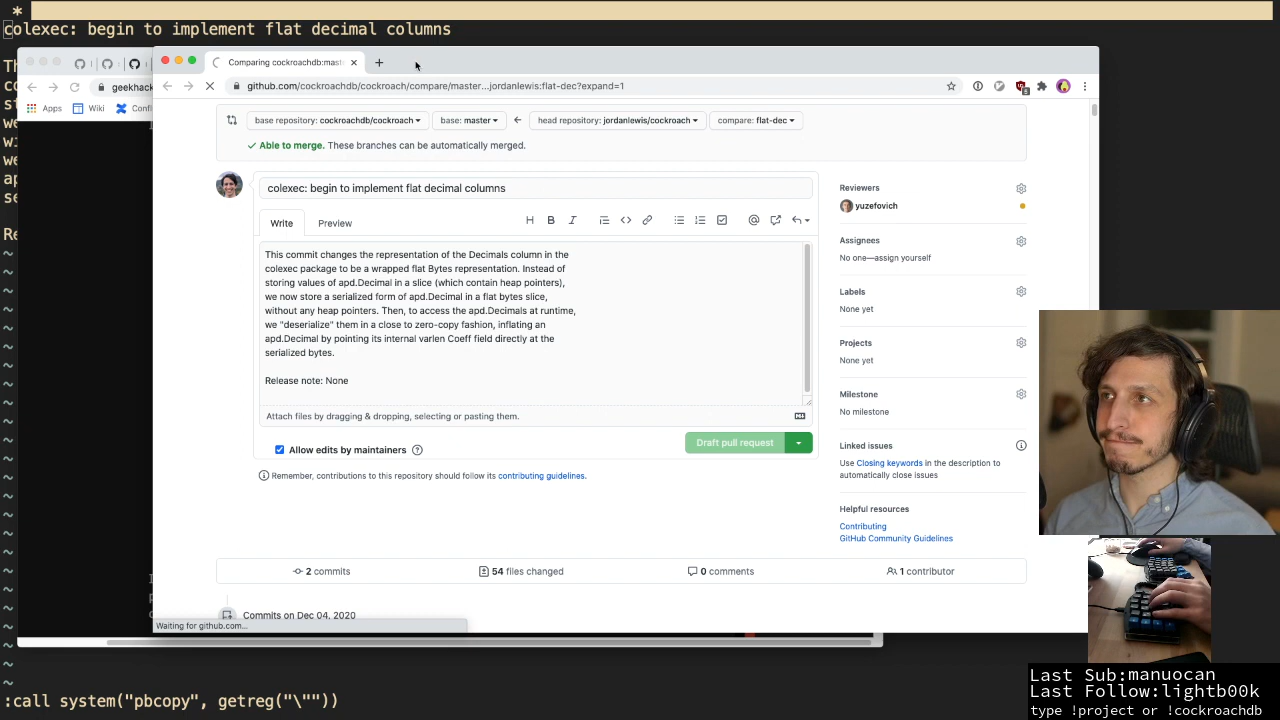 colexec: begin to implement flat decimal columns
Comparing cockroachdb:mast
geehack
github.com/cockroachdb/cockroach/compare/master...jordanlewis:flat-dec?expand=1
Apps
Wiki
base repository: cockroachdb/cockroach
base: master
head repository: jordanlewis/cockroach
compare: flat-dec
Able to merge. These branches can be automatically merged.
colexec: begin to implement flat decimal columns
Write
Preview
This commit changes the representation of the Decimals column in the
colexec package to be a wrapped flat Bytes representation. Instead of
storing values of apd.Decimal in a slice (which contain heap pointers),
we now store a serialized form of apd.Decimal in a flat bytes slice,
without any heap pointers. Then, to access the apd.Decimals at runtime,
we "deserialize" them in a close to zero-copy fashion, inflating an
apd.Decimal by pointing its internal varlen Coeff field directly at the
serialized bytes.
Release note: None
Attach files by dragging & dropping, selecting or pasting them.
Allow edits by maintainers
Draft pull request
Remember, contributions to this repository should follow its contributing guidelines.
Reviewers
yuzefovich
Assignees
No one—assign yourself
Labels
None yet
Projects
None yet
Milestone
No milestone
Linked issues
Use Closing keywords in the description to
automatically close issues
Helpful resources
Contributing
GitHub Community Guidelines
2 commits
54 files changed
0 comments
1 contributor
Commits on Dec 04, 2020
Waiting for github.com...
:call system("pbcopy", getreg("\""))
Last Sub:manuocan
Last Follow:lightb00k
type !project or !cockroachdb